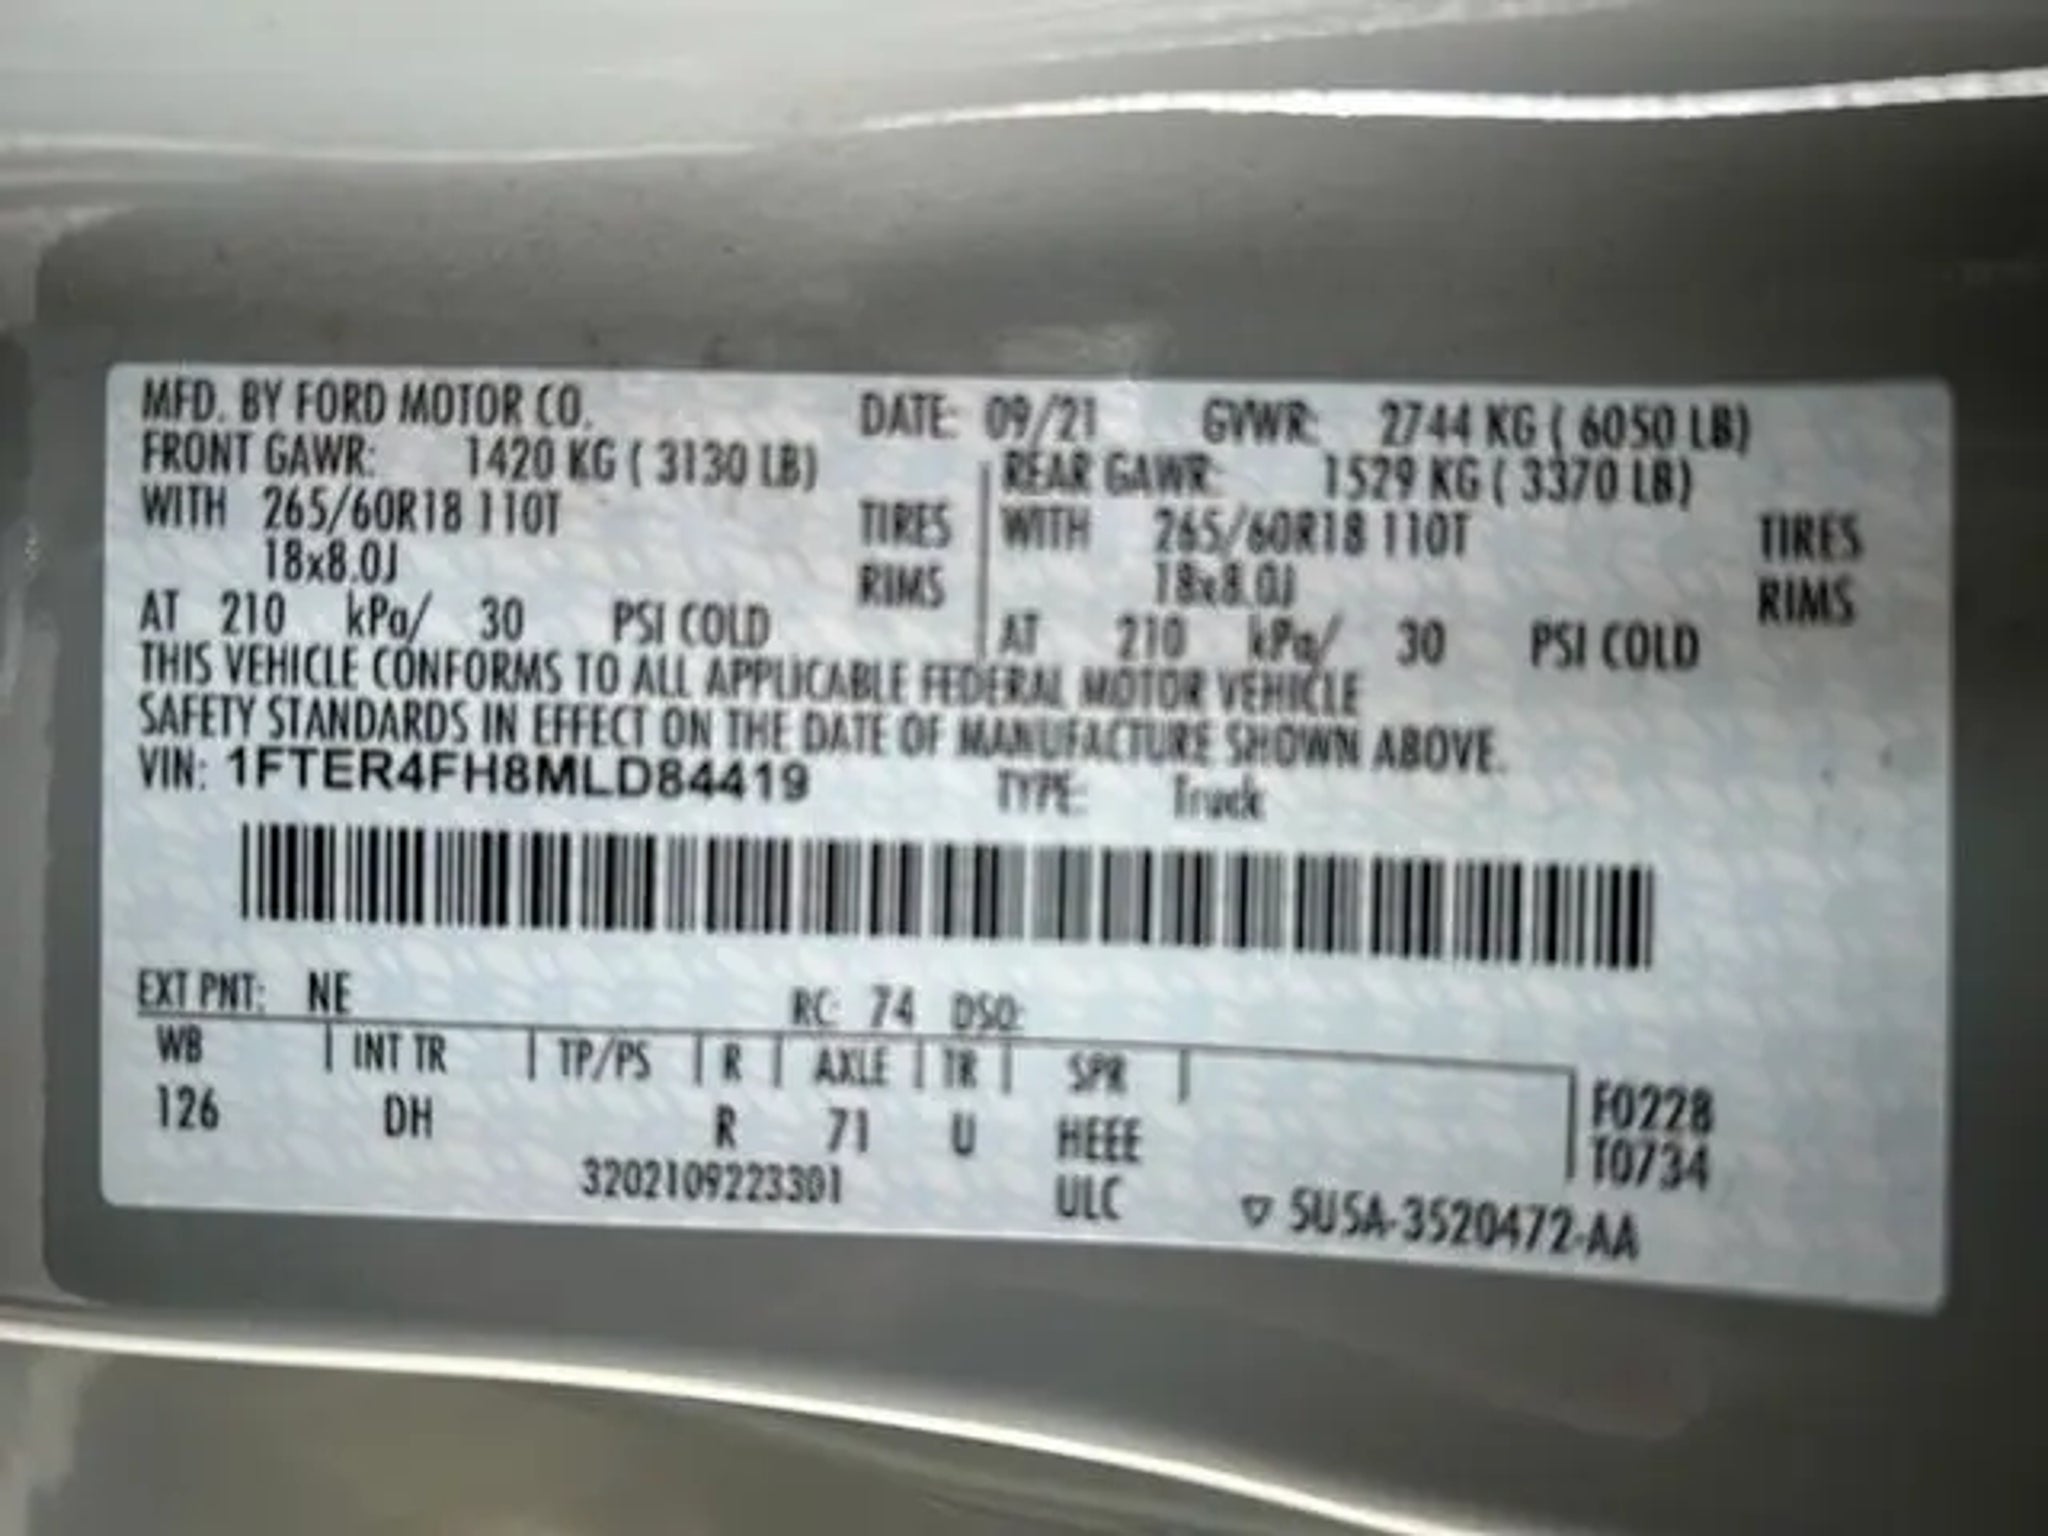 MFD. BY FORD MOTOR CO. DATE: 09/21 GVWR: 2744 KG ( 6050 LB)
FRONT GAWR: 1420 KG ( 3130 LB) REAR GAWR: 1529 KG ( 3370 LB)
WITH 265/60R18 110T TIRES WITH 265/60R18 110T TIRES
18x8.0J RIMS 18x8.0J RIMS
AT 210 kPa/ 30 PSI COLD AT 210 kPa/ 30 PSI COLD
THIS VEHICLE CONFORMS TO ALL APPLICABLE FEDERAL MOTOR VEHICLE
SAFETY STANDARDS IN EFFECT ON THE DATE OF MANUFACTURE SHOWN ABOVE.
VIN: 1FTER4FH8MLD84419 TYPE: Truck
EXT PNT: NE RC: 74 DSO:
WB INT TR TP/PS R AXLE TR SPR
126 DH R 71 U HEEE F0228
3202109223301 ULC T0734
▽ 5U5A-3520472-AA